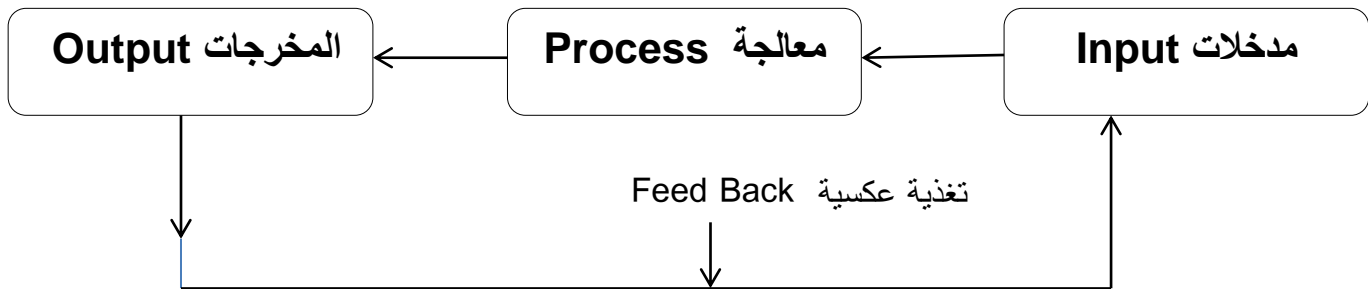 مدخلات Input
معالجة Process
المخرجات Output
تغذية عكسية Feed Back